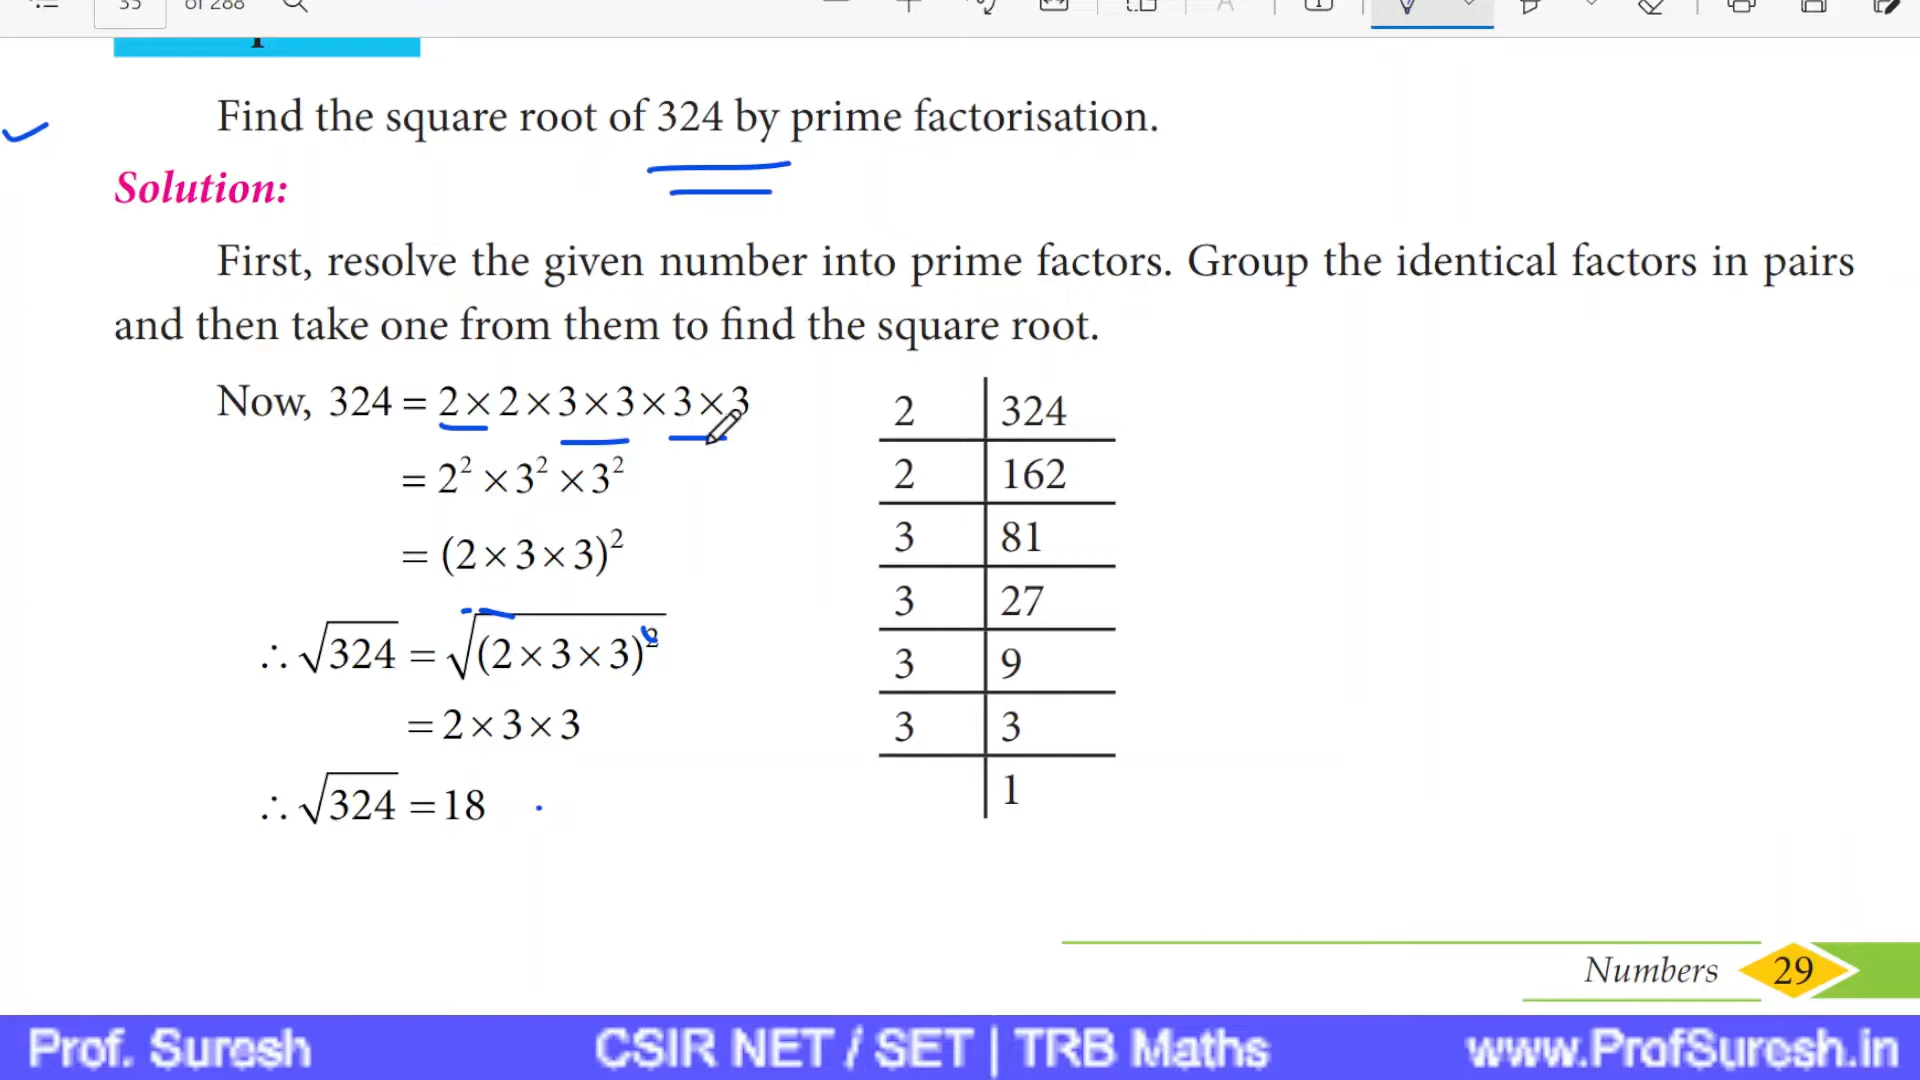 of 288
Find the square root of 324 by prime factorisation.
Solution:
First, resolve the given number into prime factors. Group the identical factors in pairs
and then take one from them to find the square root.
Now, 324 = 2 × 2 × 3 × 3 × 3 × 3
= 2² × 3² × 3²
= (2 × 3 × 3)²
∴ √324 = √(2 × 3 × 3)²
= 2 × 3 × 3
∴ √324 = 18
2 | 324
2 | 162
3 | 81
3 | 27
3 | 9
3 | 3
| 1
Numbers 29
Prof. Suresh CSIR NET / SET | TRB Maths www.ProfSuresh.in